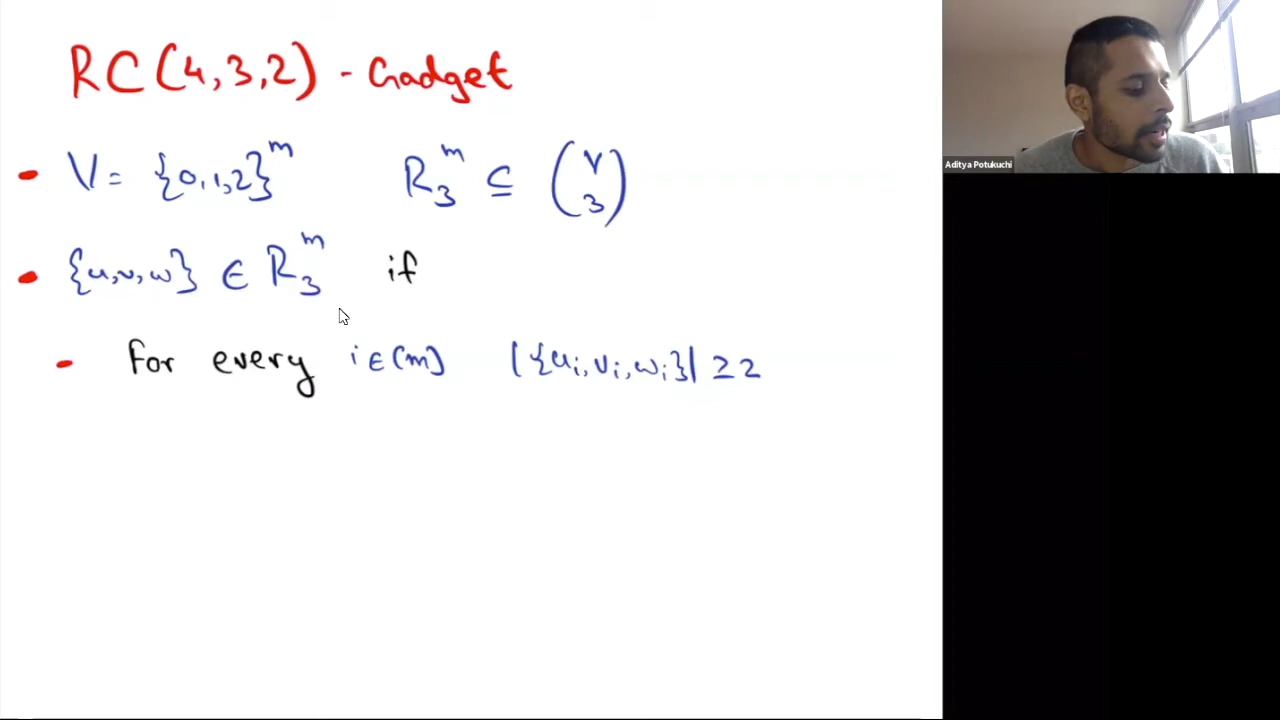 RC(4,3,2) - Gadget
Aditya Potukuchi
- V = {0,1,2}^m R_3^m ⊆ (V 3)
- {u,v,w} ∈ R_3^m if
- For every i∈[m] |{u_i,v_i,w_i}| ≥2